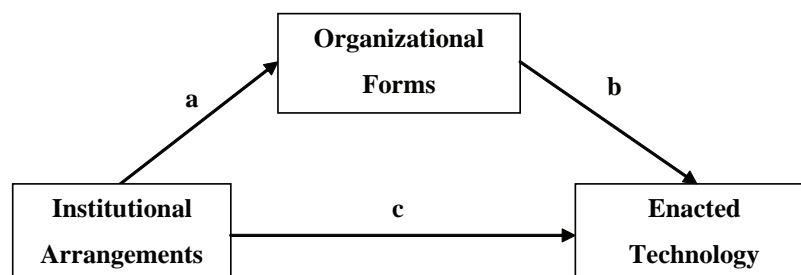 Organizational
Forms
a
b
Institutional
Arrangements
c
Enacted
Technology